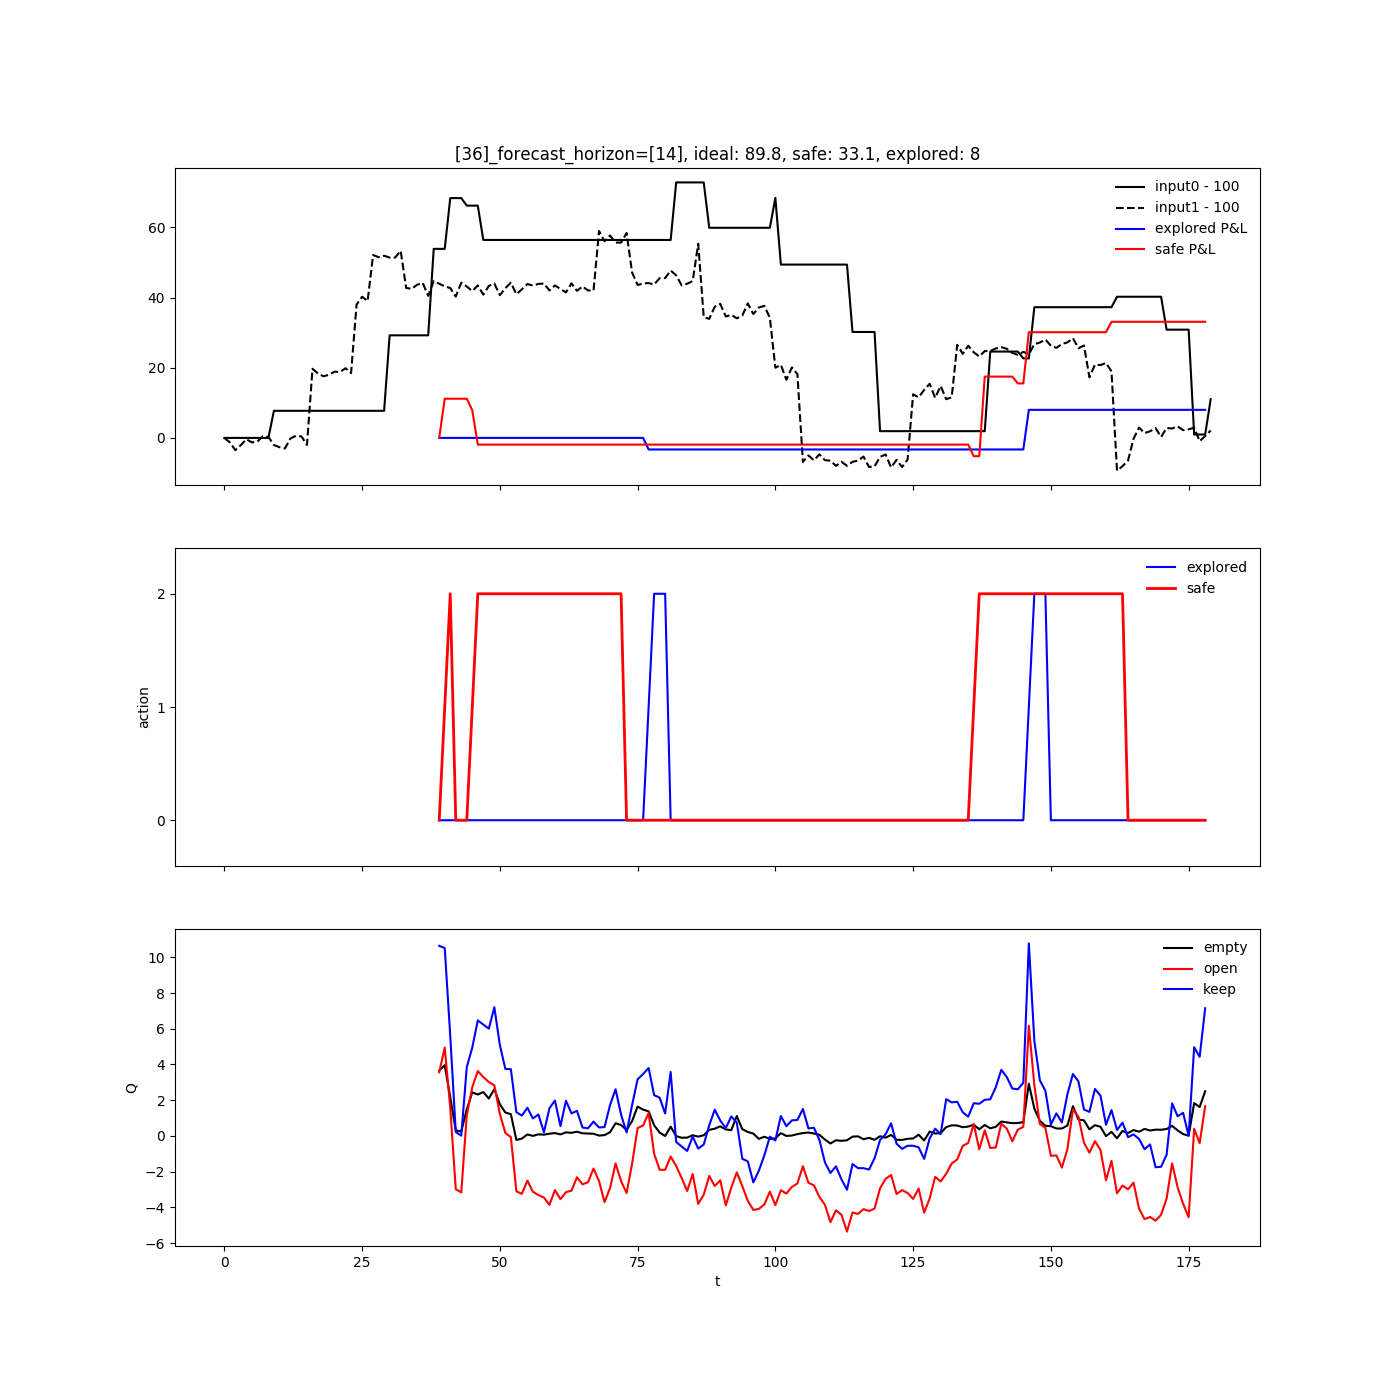 [36]_forecast_horizon=[14], ideal: 89.8, safe: 33.1, explored: 8
60
40
20
0
input0 - 100
input1 - 100
explored P&L
safe P&L
2
1
0
action
explored
safe
10
8
6
4
2
0
−2
−4
−6
Q
empty
open
keep
0 25 50 75 100 125 150 175
t